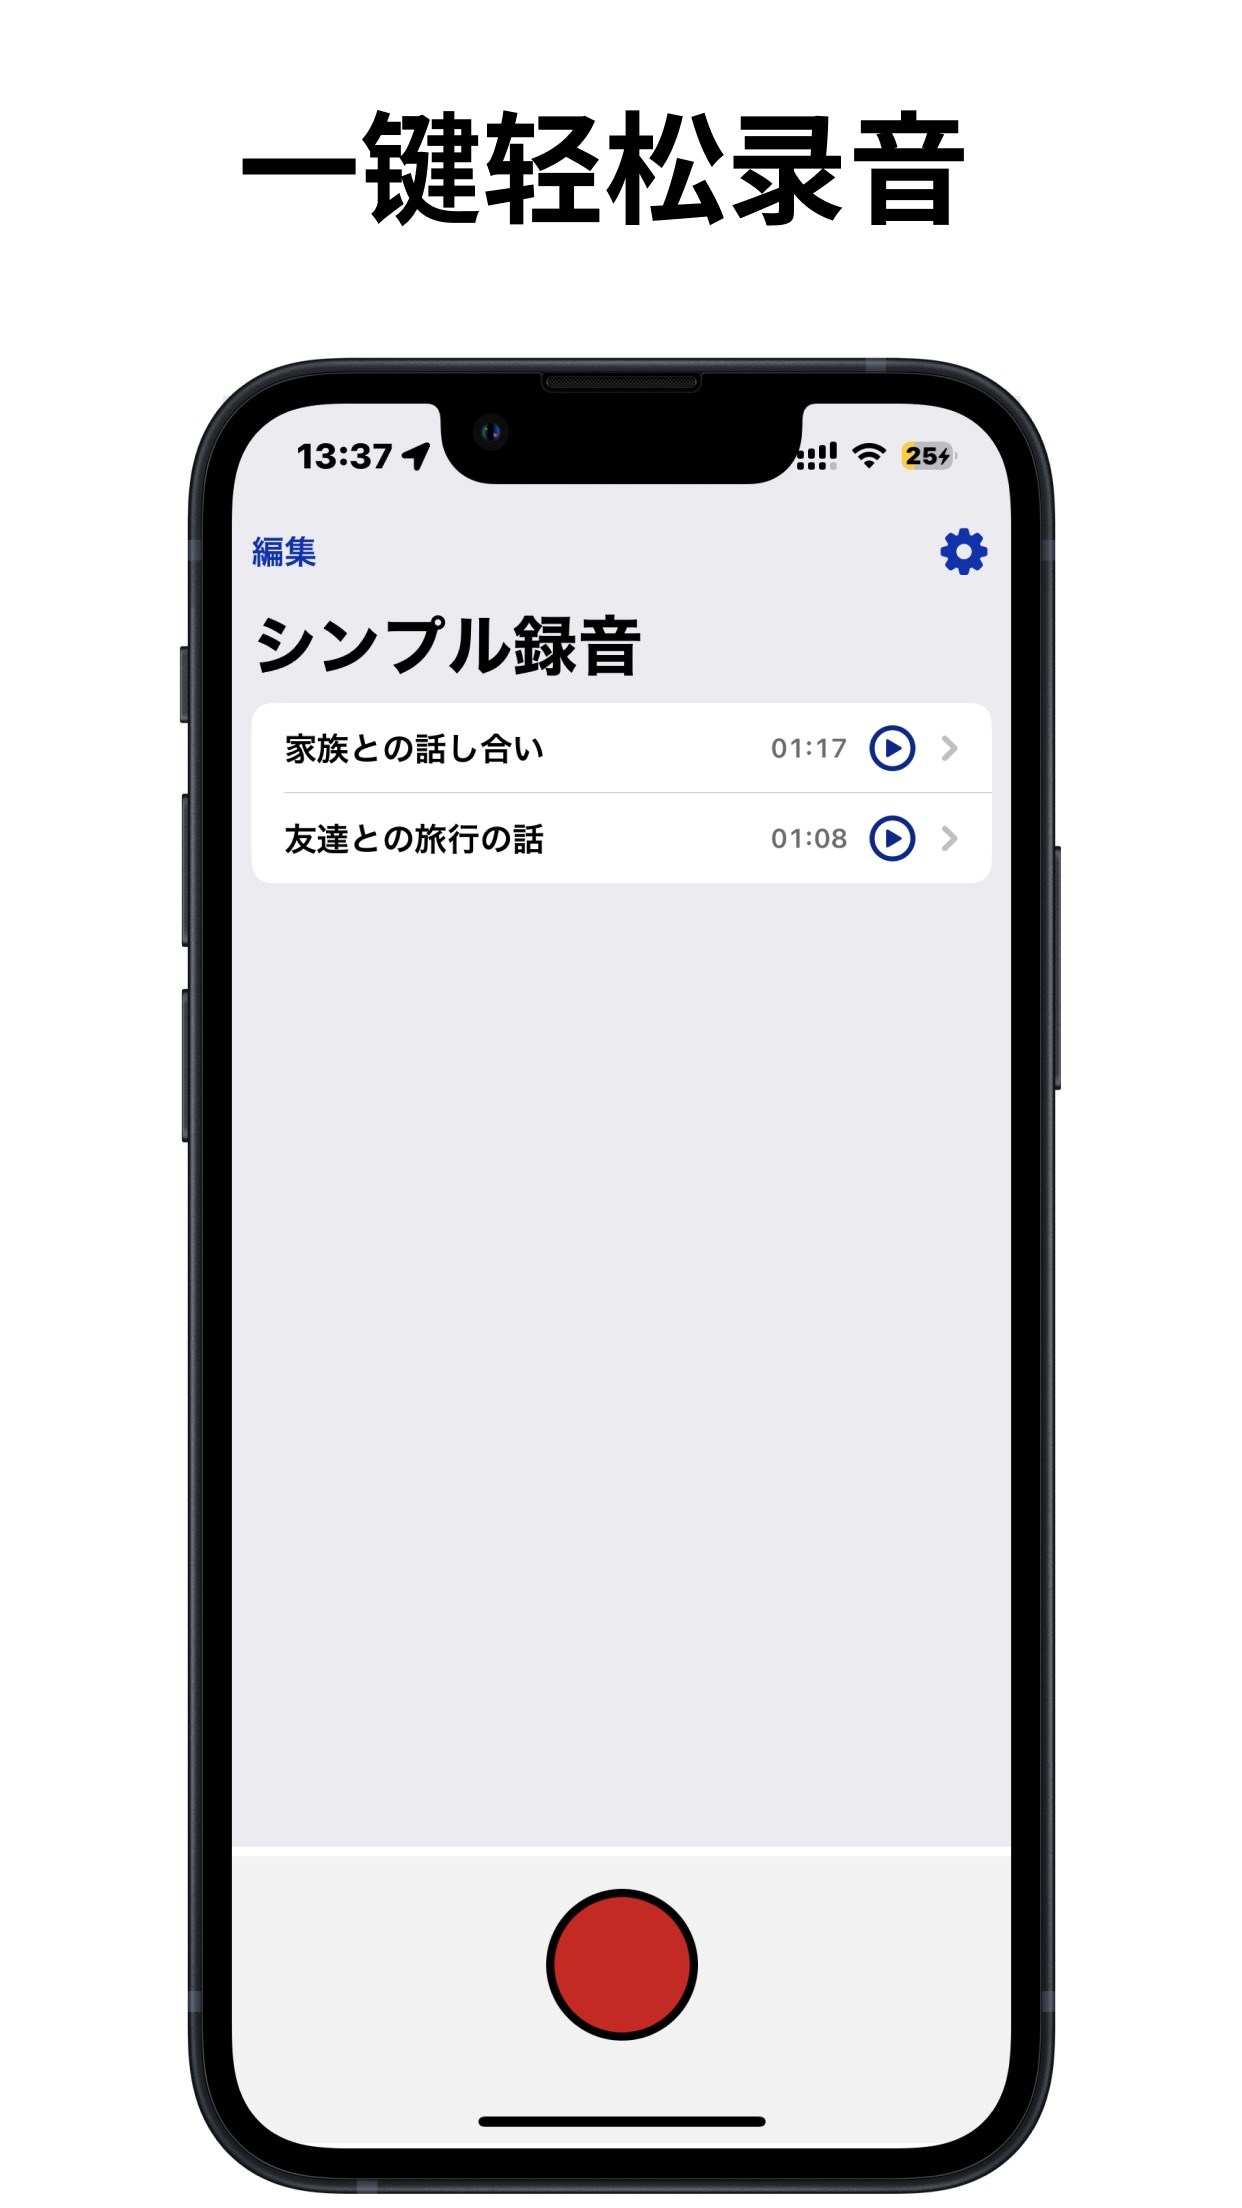 一键轻松录音
13:37
25
編集
シンプル録音
家族との話し合い 01:17
友達との旅行の話 01:08